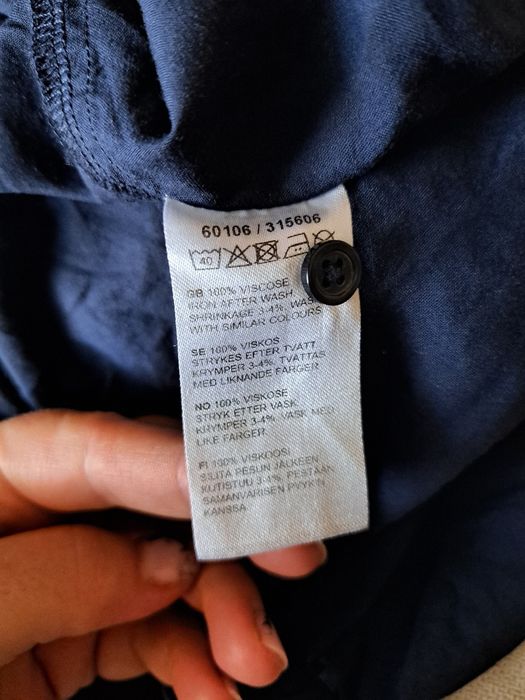 60106 / 315606
40
GB 100% VISCOSE
IRON AFTER WASH,
SHRINKAGE 3-4%, WASH
WITH SIMILAR COLOURS
SE 100% VISKOS
STRYKES EFTER TVÄTT
KRYMPER 3-4%, TVÄTTAS
MED LIKNANDE FÄRGER
NO 100% VISKOSE
STRYK ETTER VASK
KRYMPER 3-4%, VASK MED
LIKE FARGER
FI 100% VISKOOSI
SILITÄ PESUN JÄLKEEN
KUTISTUU 3-4%, PESTÄÄN
SAMANVÄRISEN PYYKIN
KANSSA